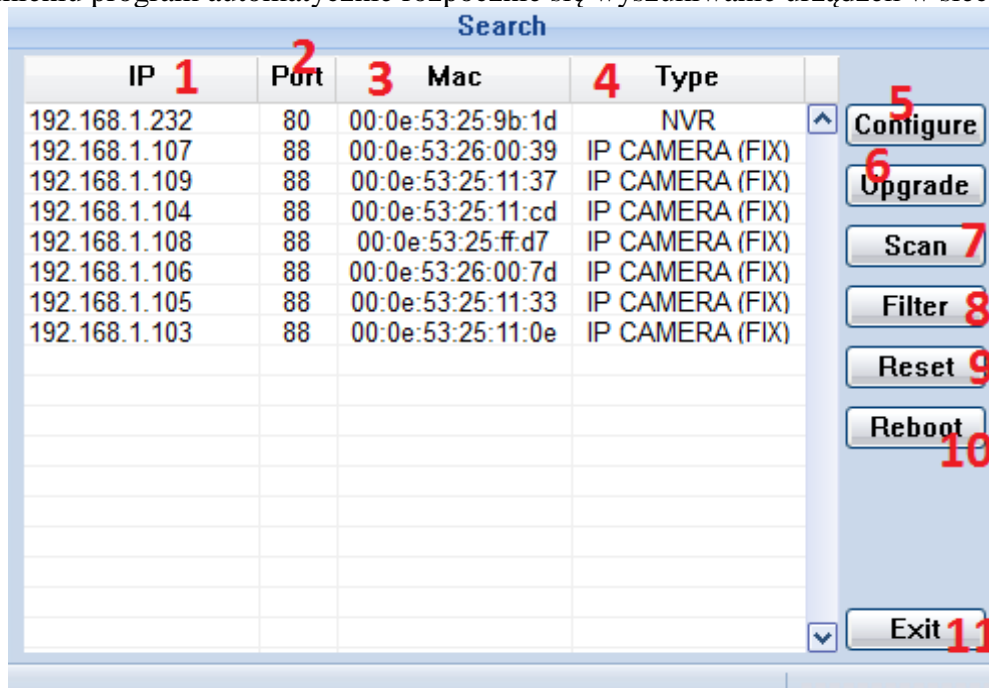 program automatycznie rozpocznie się wyszukiwanie urządzeń w siec
Search
IP 1 Port 2 3 Mac 4 Type
192.168.1.232 80 00:0e:53:25:9b:1d NVR
192.168.1.107 88 00:0e:53:26:00:39 IP CAMERA (FIX)
192.168.1.109 88 00:0e:53:25:11:37 IP CAMERA (FIX)
192.168.1.104 88 00:0e:53:25:11:cd IP CAMERA (FIX)
192.168.1.108 88 00:0e:53:25:ff:d7 IP CAMERA (FIX)
192.168.1.106 88 00:0e:53:26:00:7d IP CAMERA (FIX)
192.168.1.105 88 00:0e:53:25:11:33 IP CAMERA (FIX)
192.168.1.103 88 00:0e:53:25:11:0e IP CAMERA (FIX)
5
Configure
6
Upgrade
Scan 7
Filter 8
Reset 9
Reboot 10
Exit 11